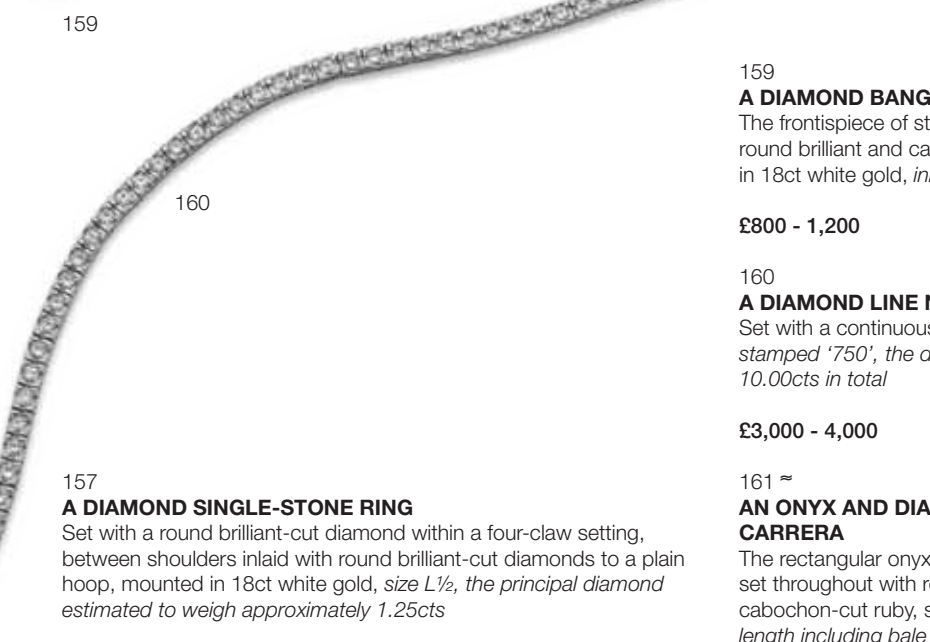 159
160
157
A DIAMOND SINGLE-STONE RING
Set with a round brilliant-cut diamond within a four-claw setting,
between shoulders inlaid with round brilliant-cut diamonds to a plain
hoop, mounted in 18ct white gold, size L½, the principal diamond
estimated to weigh approximately 1.25cts
159
A DIAMOND BANG
The frontispiece of st
round brilliant and ca
in 18ct white gold, in
£800 - 1,200
160
A DIAMOND LINE
Set with a continuous
stamped ‘750’, the d
10.00cts in total
£3,000 - 4,000
161 ≈
AN ONYX AND DIA
CARRERA
The rectangular onyx
set throughout with r
cabochon-cut ruby, s
length including bale